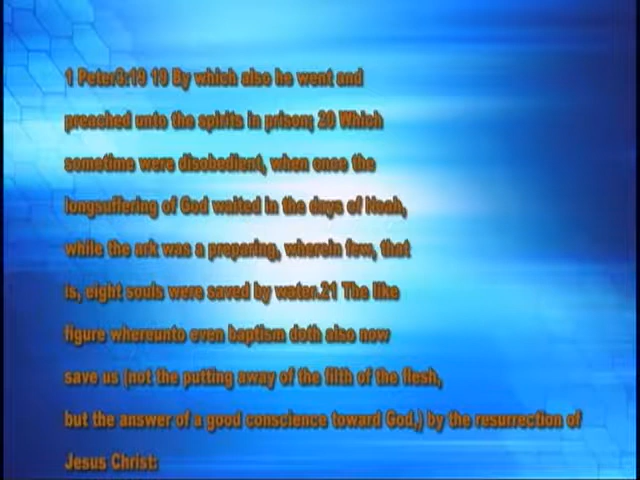 1 Peter3:19 19 By which also he went and
preached unto the spirits in prison; 20 Which
sometime were disobedient, when once the
longsuffering of God waited in the days of Noah,
while the ark was a preparing, wherein few, that
is, eight souls were saved by water.21 The like
figure whereunto even baptism doth also now
save us (not the putting away of the filth of the flesh,
but the answer of a good conscience toward God,) by the resurrection of
Jesus Christ: